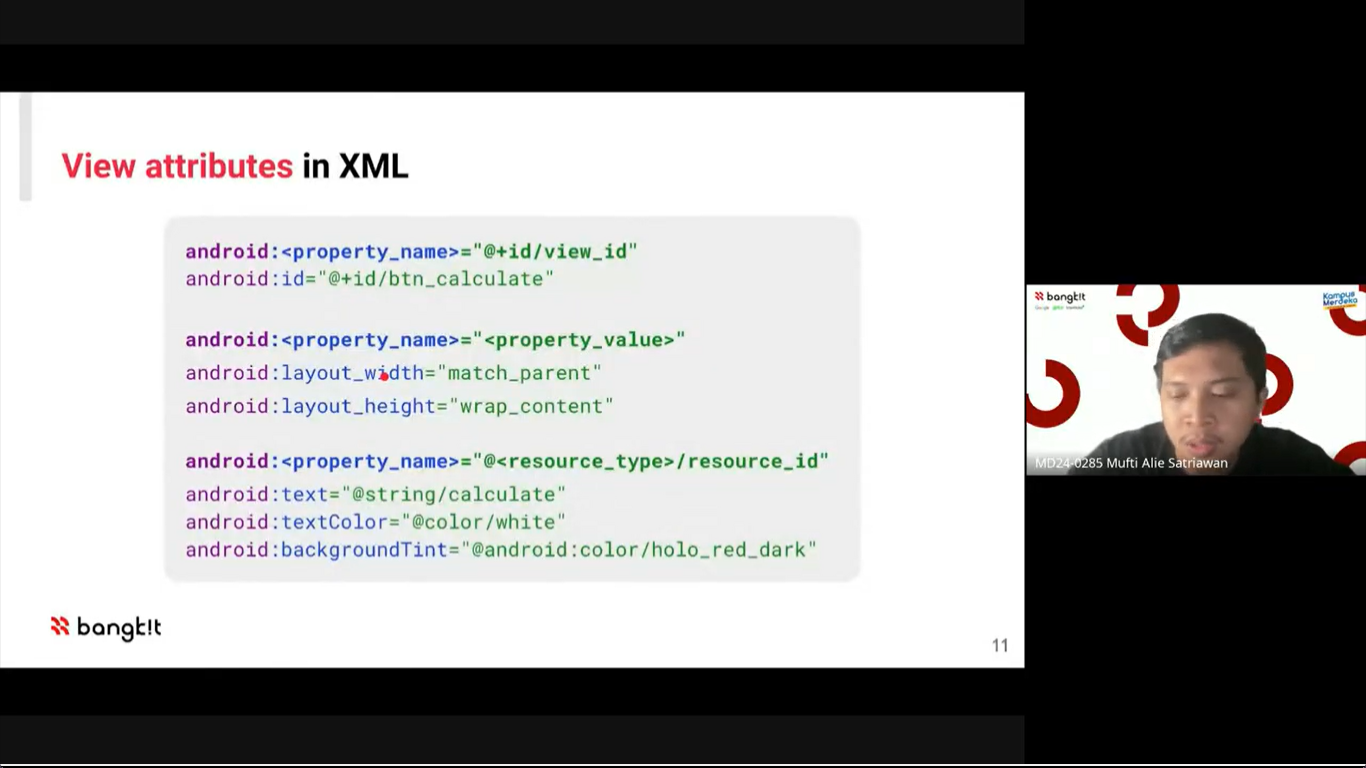 View attributes in XML
android:<property_name>="@+id/view_id"
android:id="@+id/btn_calculate"
android:<property_name>="<property_value>"
android:layout_width="match_parent"
android:layout_height="wrap_content"
android:<property_name>="@<resource_type>/resource_id"
android:text="@string/calculate"
android:textColor="@color/white"
android:backgroundTint="@android:color/holo_red_dark"
bangk!t
11
bangk!t
Kampus
Merdeka
MD24-0285 Mufti Alie Satriawan